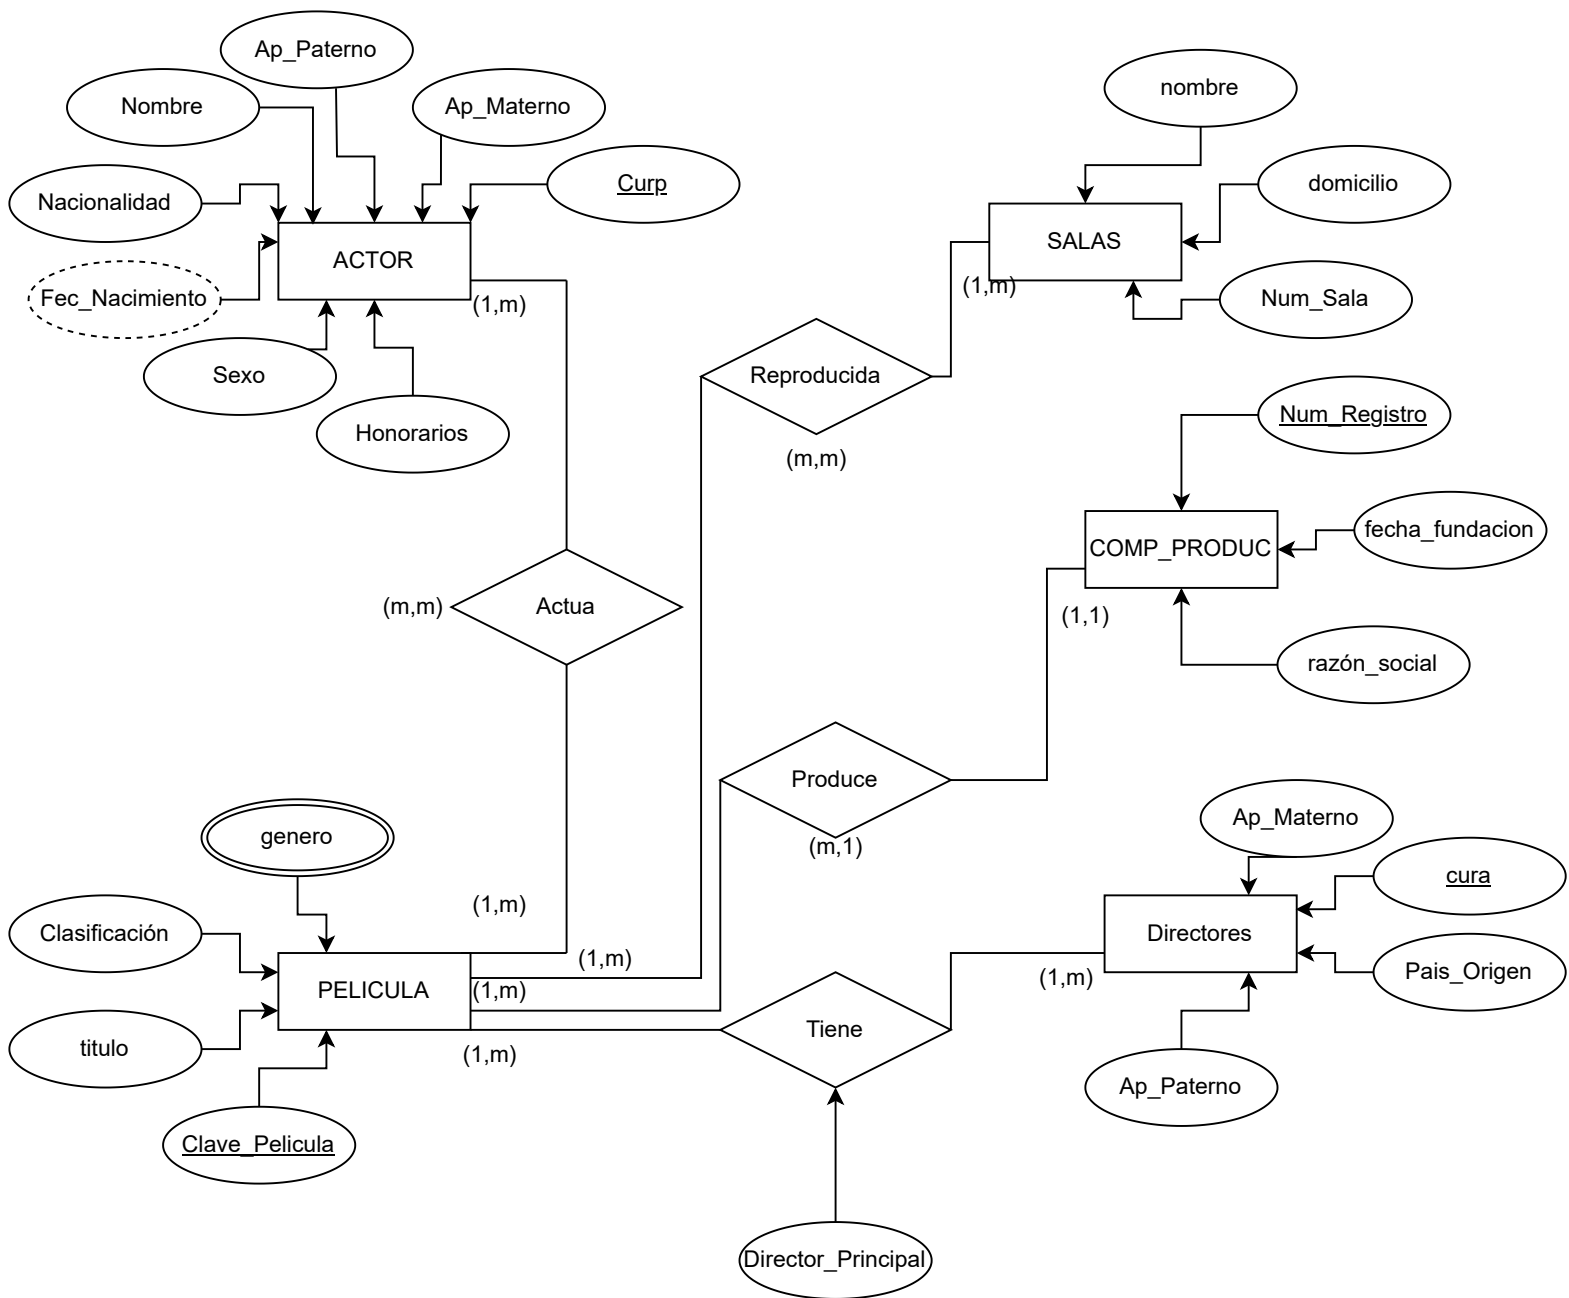 Ap_Paterno
Nombre
Ap_Materno
nombre
Nacionalidad
Curp
domicilio
ACTOR
SALAS
Fec_Nacimiento
(1,m)
(1,m)
Num_Sala
Sexo
Reproducida
Honorarios
Num_Registro
(m,m)
fecha_fundacion
COMP_PRODUC
(m,m)
Actua
(1,1)
razón_social
Produce
genero
(m,1)
Ap_Materno
cura
(1,m)
Clasificación
Directores
(1,m)
Pais_Origen
PELICULA
(1,m)
(1,m)
Tiene
titulo
(1,m)
Ap_Paterno
Clave_Pelicula
Director_Principal